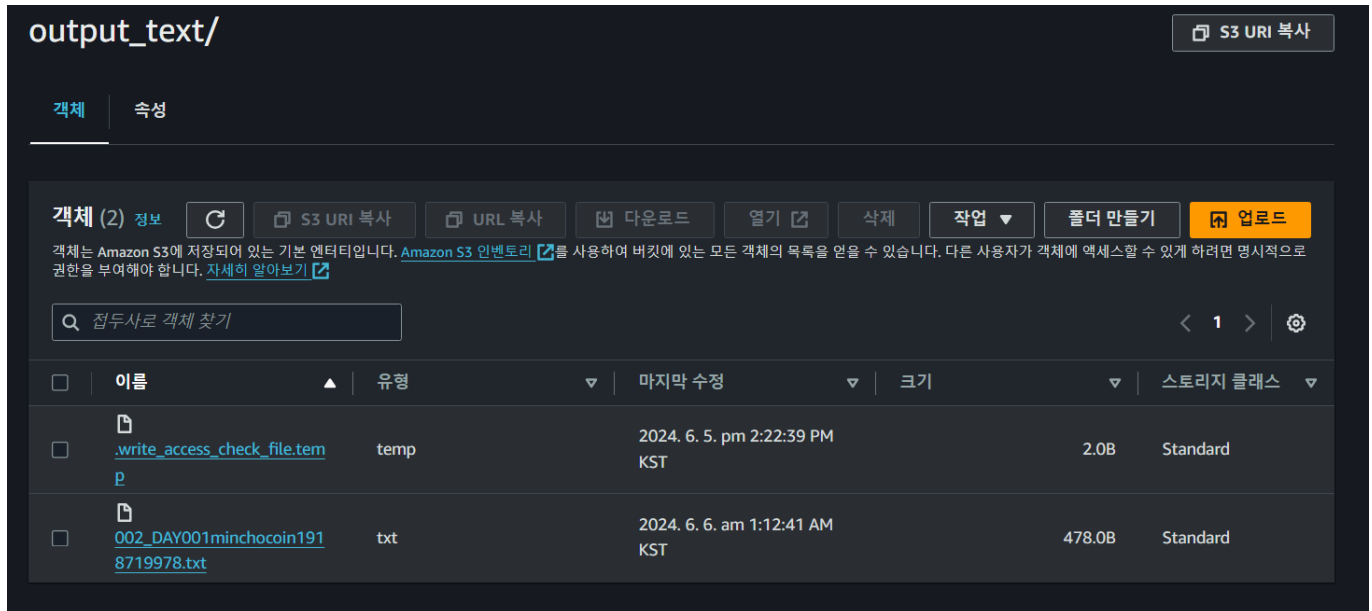 output_text/
S3 URI 복사
객체
속성
객체 (2) 정보
S3 URI 복사
URL 복사
다운로드
열기
삭제
작업
폴더 만들기
업로드
객체는 Amazon S3에 저장되어 있는 기본 엔터티입니다. Amazon S3 인벤토리 를 사용하여 버킷에 있는 모든 객체의 목록을 얻을 수 있습니다. 다른 사용자가 객체에 액세스할 수 있게 하려면 명시적으로
권한을 부여해야 합니다. 자세히 알아보기
접두사로 객체 찾기
1
이름
유형
마지막 수정
크기
스토리지 클래스
.write_access_check_file.tem
p
temp
2024. 6. 5. pm 2:22:39 PM
KST
2.0B
Standard
002_DAY001minchocoin191
8719978.txt
txt
2024. 6. 6. am 1:12:41 AM
KST
478.0B
Standard